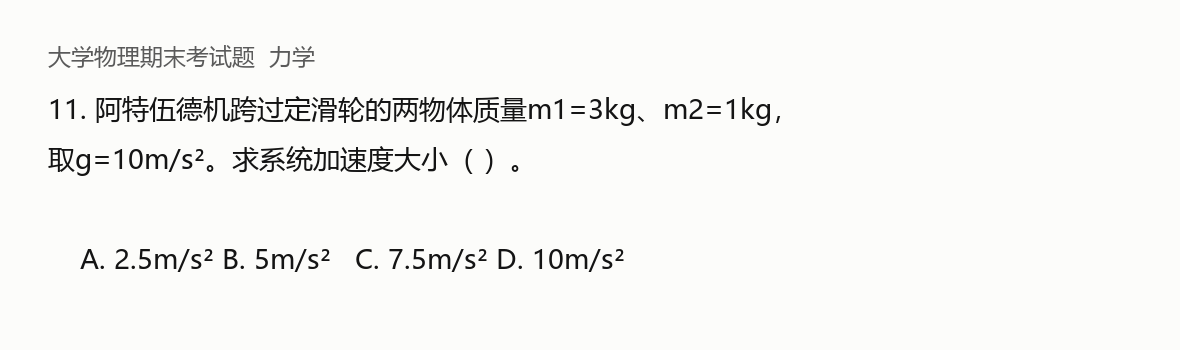 大学物理期末考试题 力学
11. 阿特伍德机跨过定滑轮的两物体质量m1=3kg、m2=1kg，
取g=10m/s²。求系统加速度大小（ ）。
A. 2.5m/s² B. 5m/s² C. 7.5m/s² D. 10m/s²